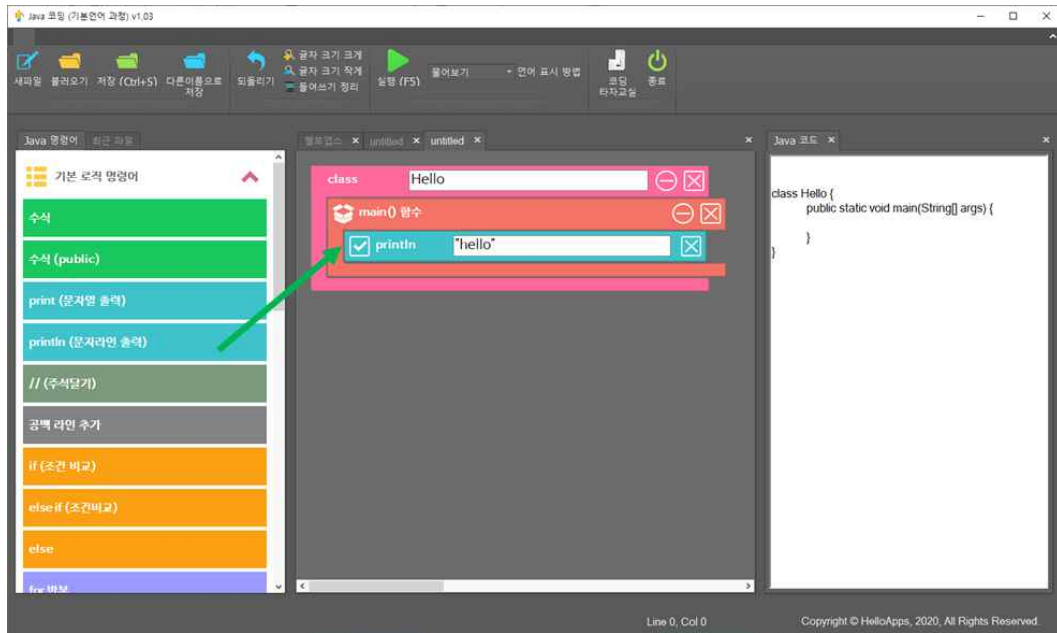 Java 코딩 (기본언어 과정) v1.03
새파일 불러오기 저장 (Ctrl+S) 다른이름으로 저장 되돌리기
글자 크기 크게
글자 크기 작게
들여쓰기 정리
실행 (F5) 물어보기 언어 표시 방법
코딩 타자교실 종료
Java 명령어 최근 파일
헬로앱스 untitled untitled
Java 코드
기본 로직 명령어
수식
수식 (public)
print (문자열 출력)
println (문자라인 출력)
// (주석달기)
공백 라인 추가
if (조건 비교)
else if (조건비교)
else
for 반복
class Hello
main() 함수
println "hello"
class Hello {
public static void main(String[] args) {
}
}
Line 0, Col 0
Copyright © HelloApps, 2020, All Rights Reserved.